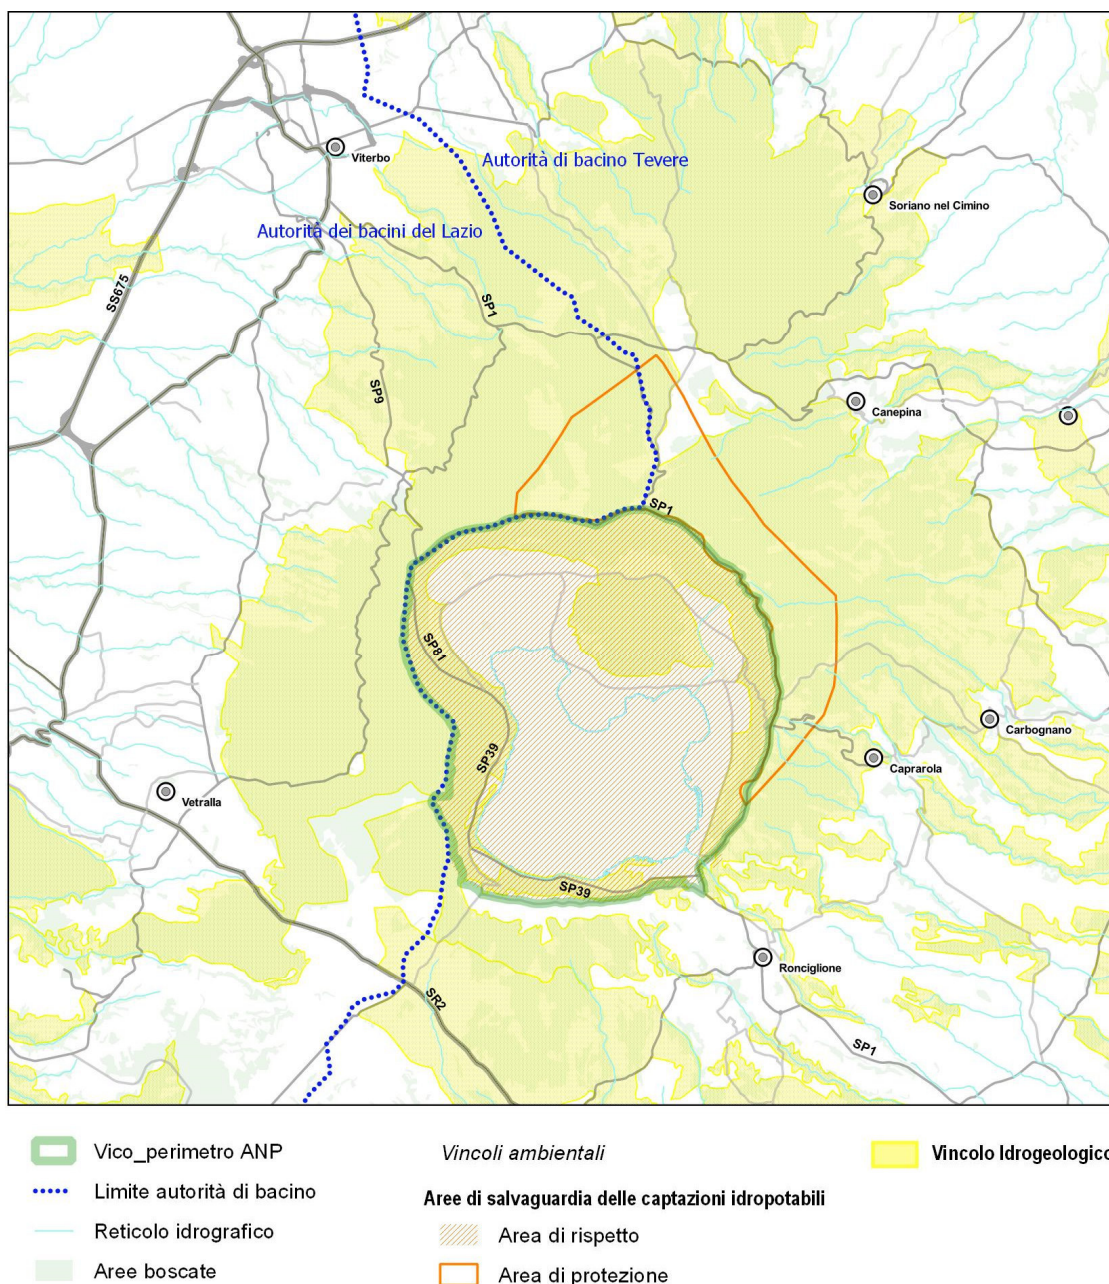 Autorità di bacino Tevere
Viterbo
Soriano nel Cimino
Autorità dei bacini del Lazio
SS675
SP1
SP9
Canepina
SP1
SP81
Carbognano
SP39
Caprarola
Vetralla
SP39
Ronciglione
SR2
SP1
Vico_perimetro ANP
Limite autorità di bacino
Reticolo idrografico
Aree boscate
Vincoli ambientali
Aree di salvaguardia delle captazioni idropotabili
Area di rispetto
Area di protezione
Vincolo Idrogeologico